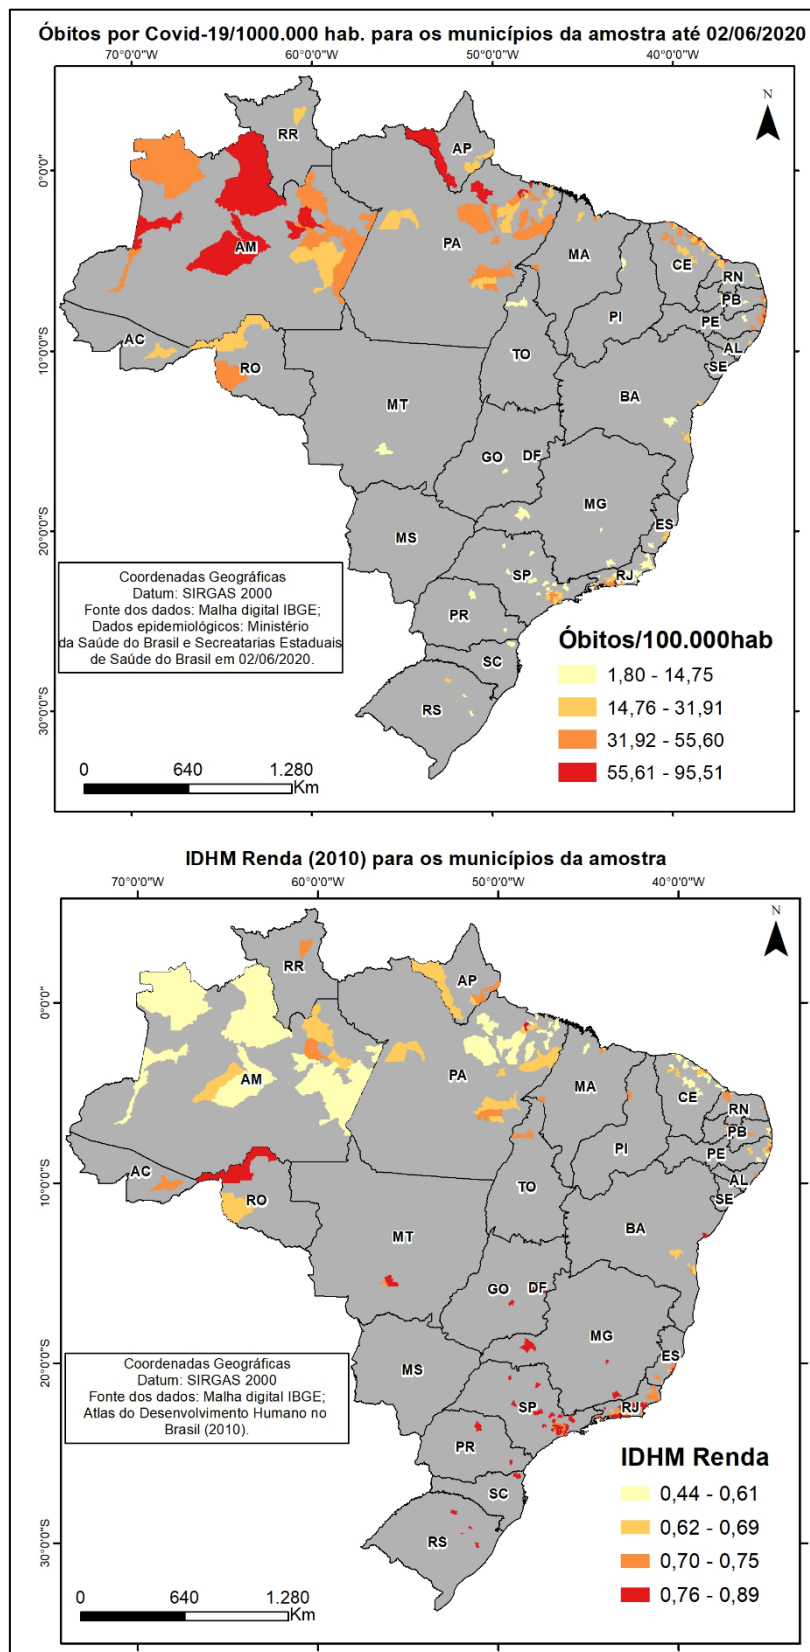 Óbitos por Covid-19/1000.000 hab. para os municípios da amostra até 02/06/2020
70°0'0"W 60°0'0"W 50°0'0"W 40°0'0"W
N
0°0'0"
10°0'0"S
20°0'0"S
30°0'0"S
RR
AP
AM
PA
MA
CE
RN
PB
PI
PE
AC
AL
TO
SE
RO
BA
MT
GO
DF
MG
ES
MS
SP
RJ
PR
SC
RS
Coordenadas Geográficas
Datum: SIRGAS 2000
Fonte dos dados: Malha digital IBGE;
Dados epidemiológicos: Ministério
da Saúde do Brasil e Secreatarias Estaduais
de Saúde do Brasil em 02/06/2020.
Óbitos/100.000hab
1,80 - 14,75
14,76 - 31,91
31,92 - 55,60
55,61 - 95,51
0 640 1.280
Km
IDHM Renda (2010) para os municípios da amostra
70°0'0"W 60°0'0"W 50°0'0"W 40°0'0"W
N
0°0'0"
10°0'0"S
20°0'0"S
30°0'0"S
RR
AP
AM
PA
MA
CE
RN
PB
PI
PE
AC
AL
TO
SE
RO
BA
MT
GO
DF
MG
ES
MS
SP
RJ
PR
SC
RS
Coordenadas Geográficas
Datum: SIRGAS 2000
Fonte dos dados: Malha digital IBGE;
Atlas do Desenvolvimento Humano no
Brasil (2010).
IDHM Renda
0,44 - 0,61
0,62 - 0,69
0,70 - 0,75
0,76 - 0,89
0 640 1.280
Km